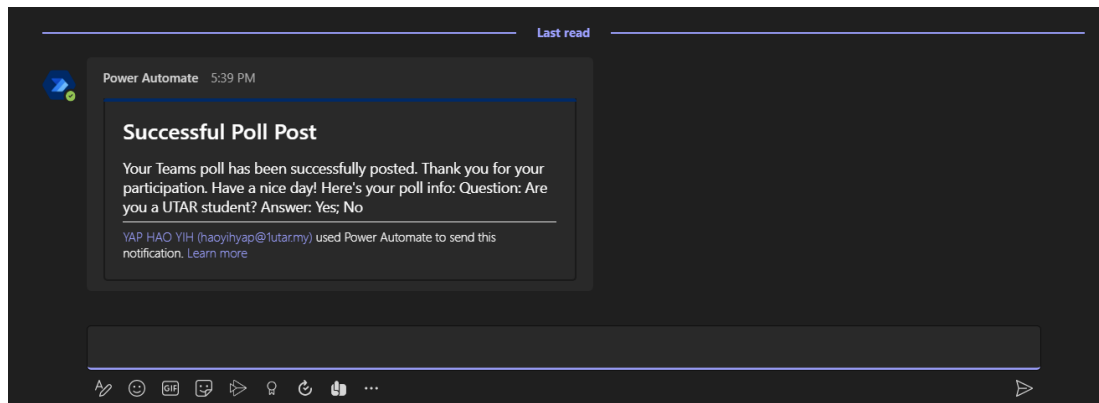 Last read
Power Automate 5:39 PM
Successful Poll Post
Your Teams poll has been successfully posted. Thank you for your
participation. Have a nice day! Here's your poll info: Question: Are
you a UTAR student? Answer: Yes; No
YAP HAO YIH (haoyihyap@1utar.my) used Power Automate to send this
notification. Learn more
GIF